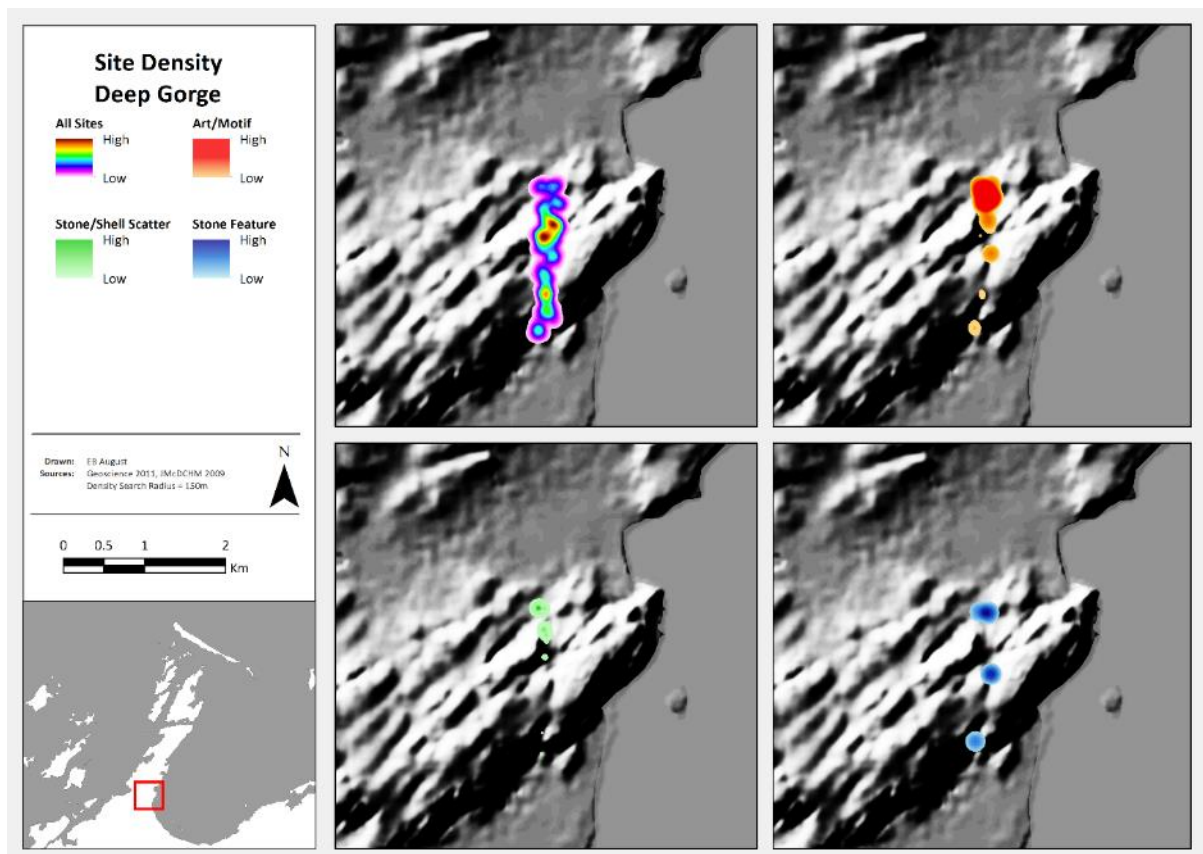 Site Density
Deep Gorge
All Sites
High
Low
Art/Motif
High
Low
Stone/Shell Scatter
High
Low
Stone Feature
High
Low
Drawn: EB August
Sources: Geoscience 2011, JMcDCHM 2009
Density Search Radius = 150m
N
0 0.5 1 2
Km